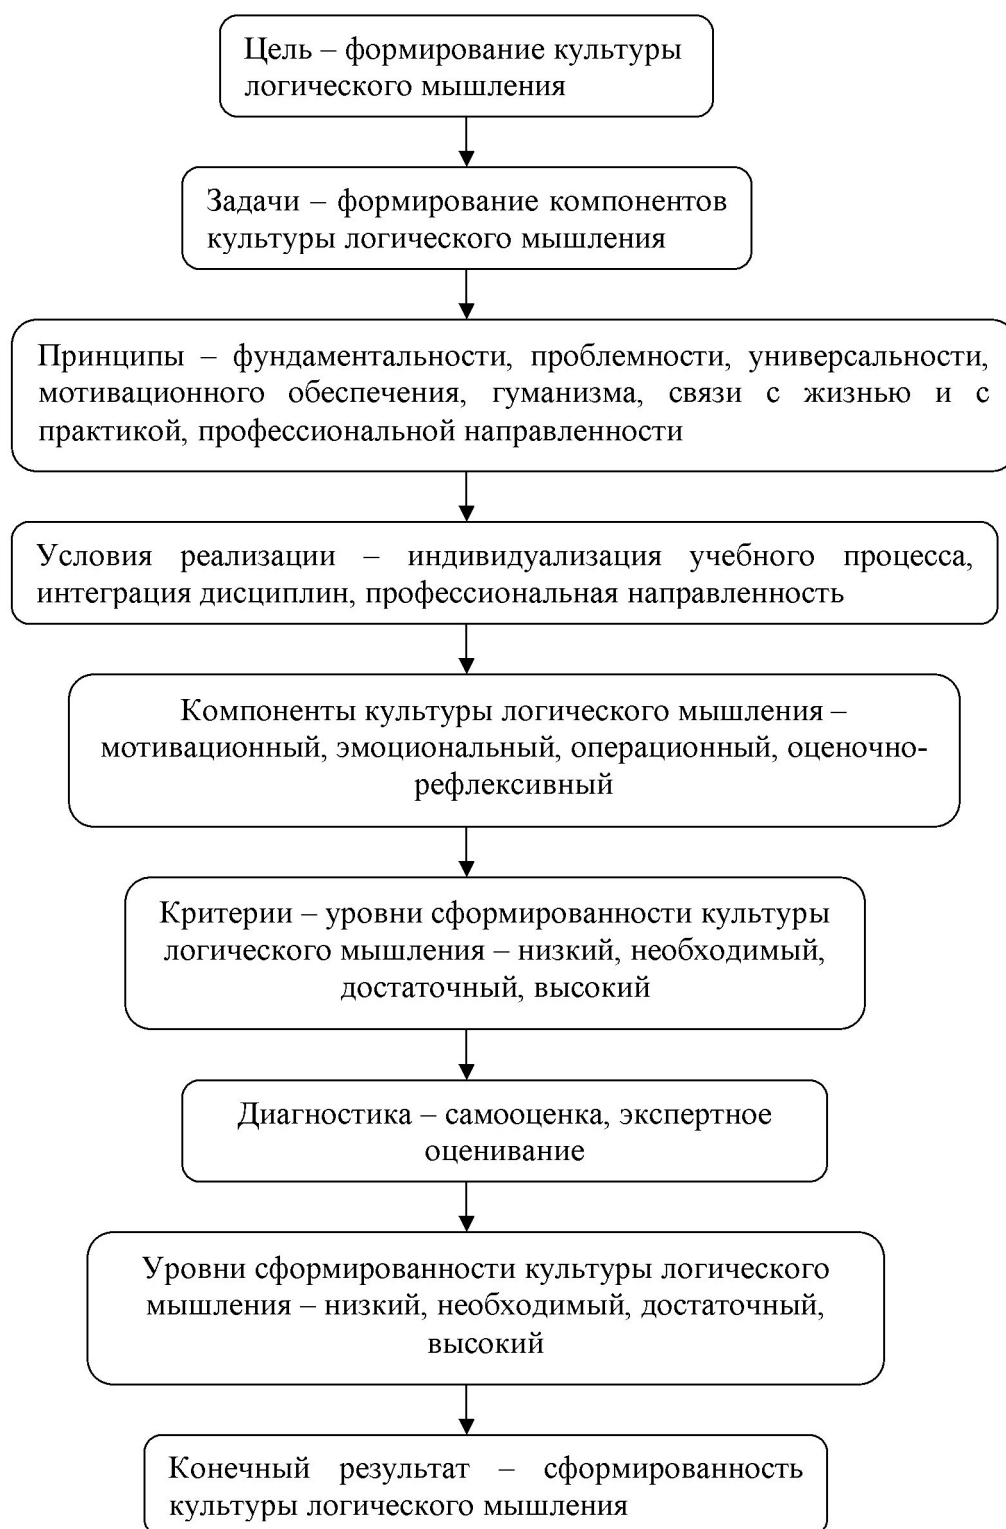 Цель – формирование культуры
логического мышления
Задачи – формирование компонентов
культуры логического мышления
Принципы – фундаментальности, проблемности, универсальности,
мотивационного обеспечения, гуманизма, связи с жизнью и с
практикой, профессиональной направленности
Условия реализации – индивидуализация учебного процесса,
интеграция дисциплин, профессиональная направленность
Компоненты культуры логического мышления –
мотивационный, эмоциональный, операционный, оценочно-
рефлексивный
Критерии – уровни сформированности культуры
логического мышления – низкий, необходимый,
достаточный, высокий
Диагностика – самооценка, экспертное
оценивание
Уровни сформированности культуры логического
мышления – низкий, необходимый, достаточный,
высокий
Конечный результат – сформированность
культуры логического мышления